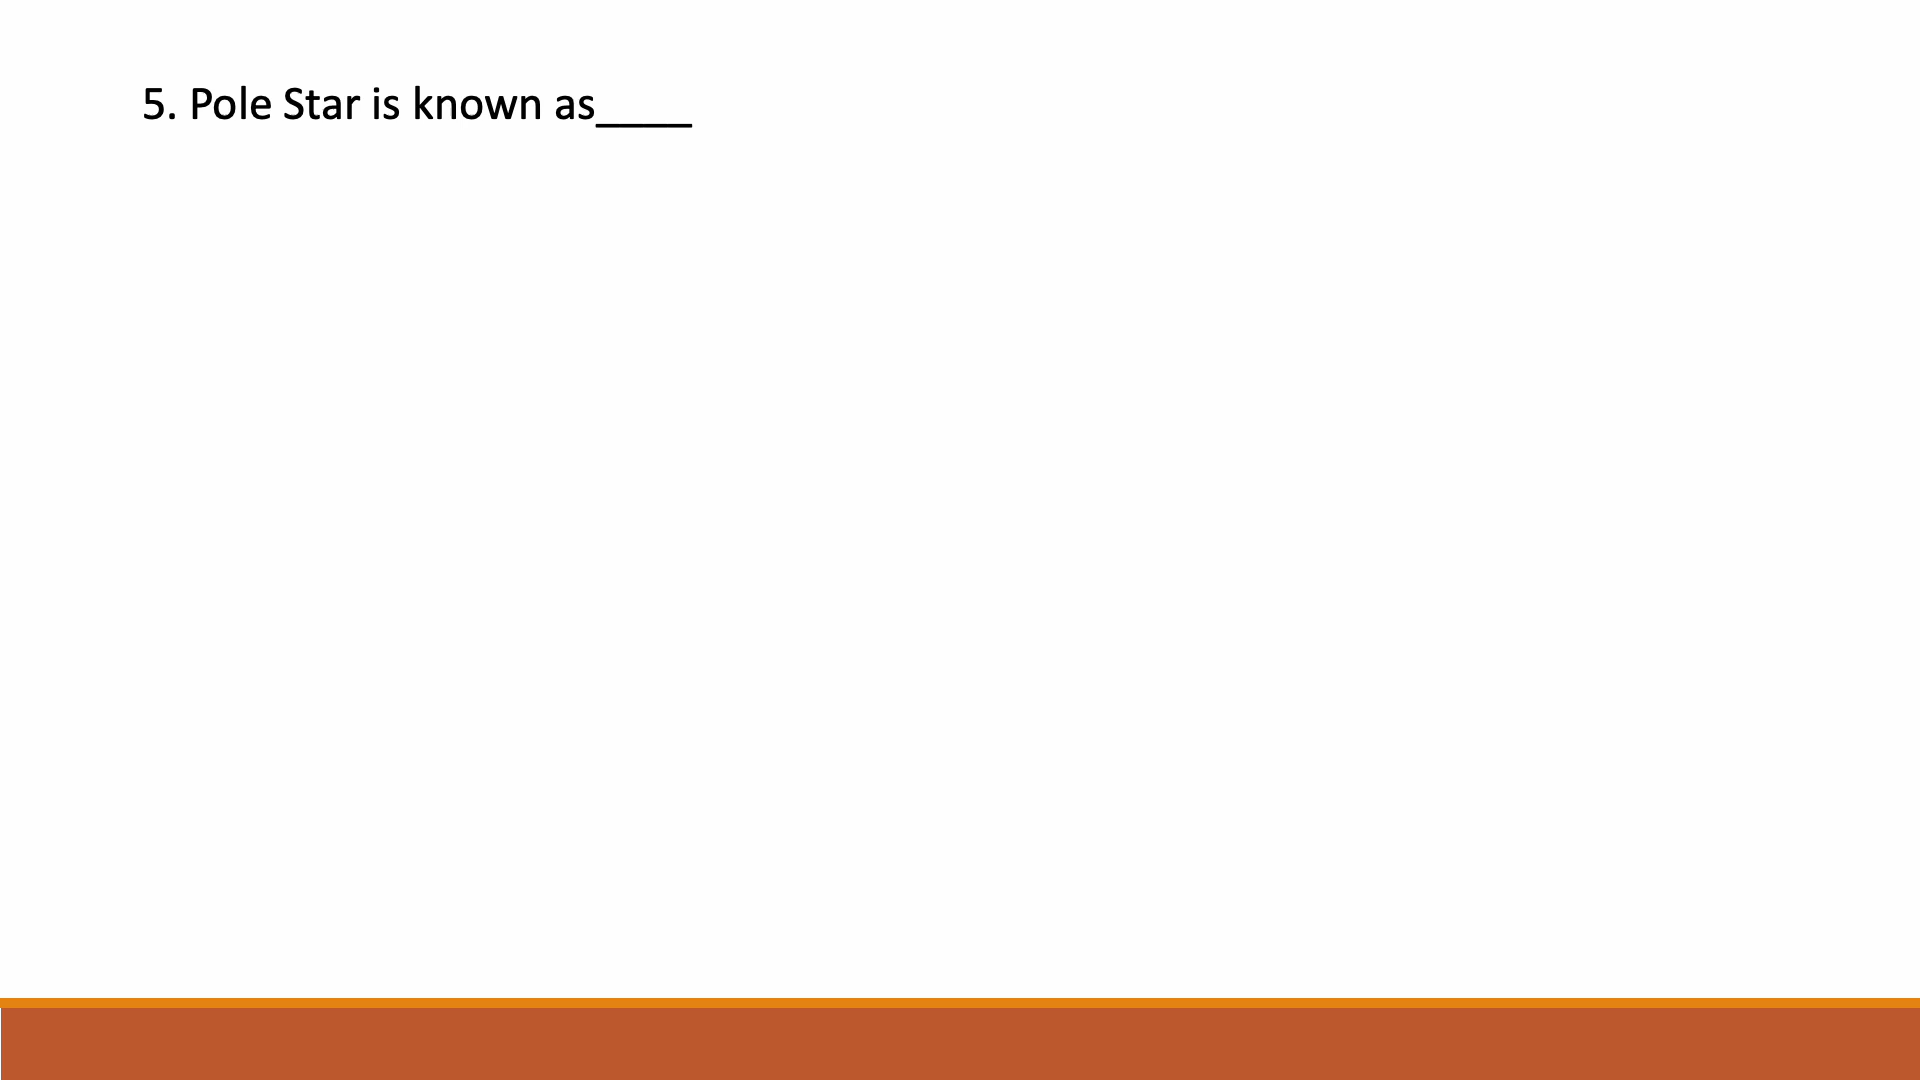 5. Pole Star is known as____